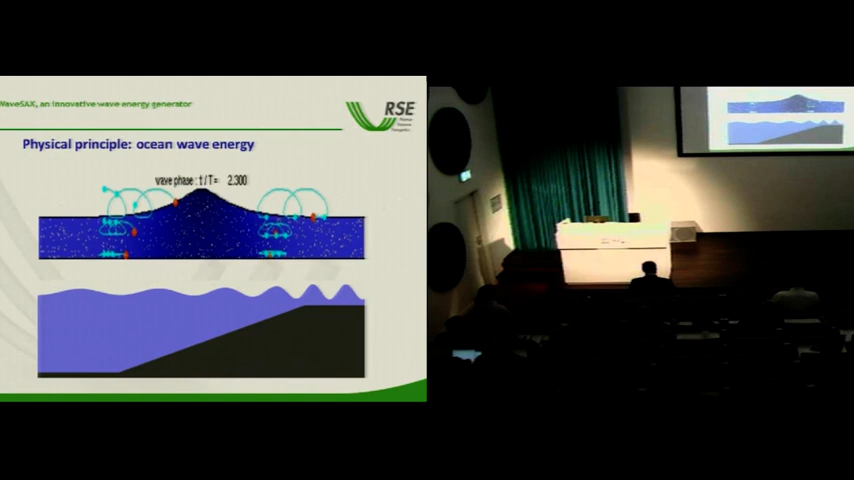 WaveSAX, an innovative wave energy generator
RSE
Physical principle: ocean wave energy
wave phase : t / T = 2.300